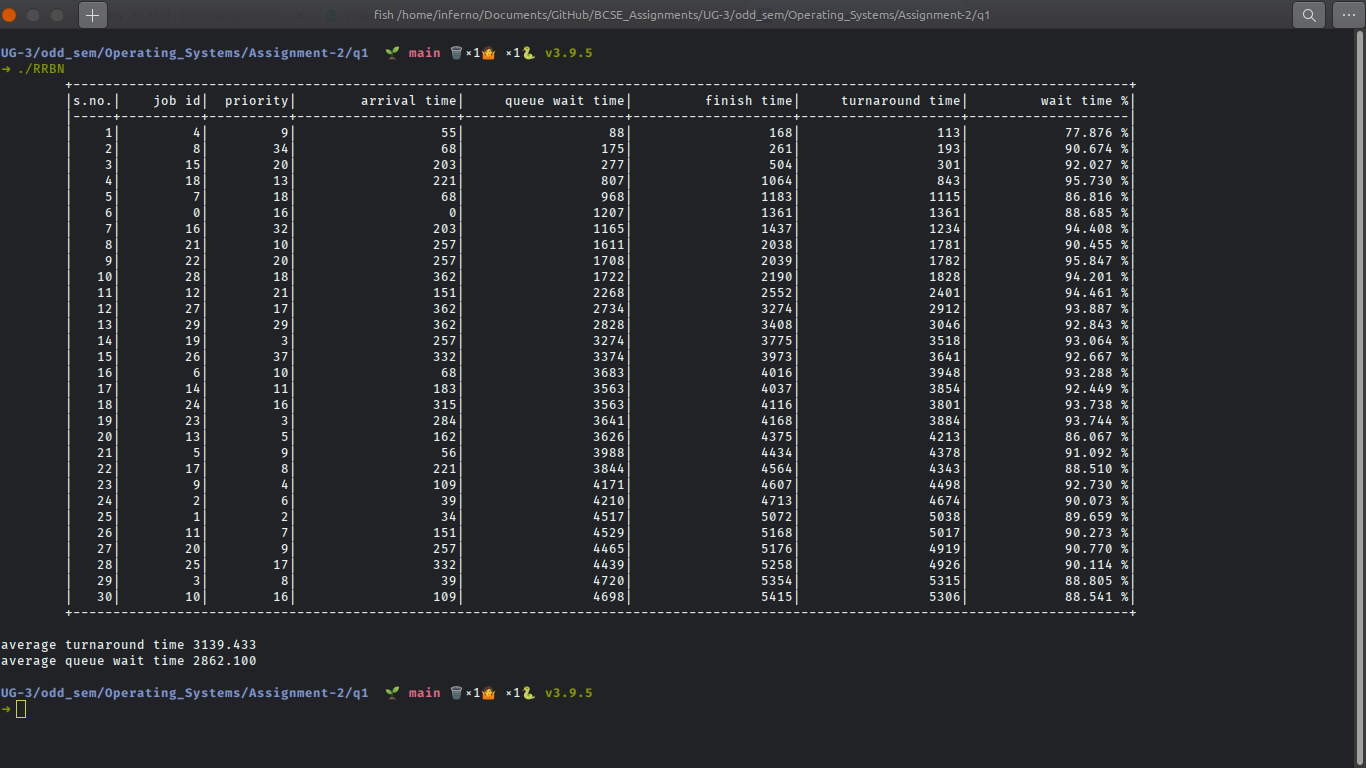 fish /home/inferno/Documents/GitHub/BCSE_Assignments/UG-3/odd_sem/Operating_Systems/Assignment-2/q1
UG-3/odd_sem/Operating_Systems/Assignment-2/q1 🌱 main 🗑️×1🤷 ×1🐍 v3.9.5
→ ./RRBN
+------------------------------------------------------------------------------------------------------------------------------------+
|s.no.| job id| priority| arrival time| queue wait time| finish time| turnaround time| wait time %|
|-----+----------+----------+--------------------+--------------------+--------------------+--------------------+--------------------|
| 1| 4| 9| 55| 88| 168| 113| 77.876 %|
| 2| 8| 34| 68| 175| 261| 193| 90.674 %|
| 3| 15| 20| 203| 277| 504| 301| 92.027 %|
| 4| 18| 13| 221| 807| 1064| 843| 95.730 %|
| 5| 7| 18| 68| 968| 1183| 1115| 86.816 %|
| 6| 0| 16| 0| 1207| 1361| 1361| 88.685 %|
| 7| 16| 32| 203| 1165| 1437| 1234| 94.408 %|
| 8| 21| 10| 257| 1611| 2038| 1781| 90.455 %|
| 9| 22| 20| 257| 1708| 2039| 1782| 95.847 %|
| 10| 28| 18| 362| 1722| 2190| 1828| 94.201 %|
| 11| 12| 21| 151| 2268| 2552| 2401| 94.461 %|
| 12| 27| 17| 362| 2734| 3274| 2912| 93.887 %|
| 13| 29| 29| 362| 2828| 3408| 3046| 92.843 %|
| 14| 19| 3| 257| 3274| 3775| 3518| 93.064 %|
| 15| 26| 37| 332| 3374| 3973| 3641| 92.667 %|
| 16| 6| 10| 68| 3683| 4016| 3948| 93.288 %|
| 17| 14| 11| 183| 3563| 4037| 3854| 92.449 %|
| 18| 24| 16| 315| 3563| 4116| 3801| 93.738 %|
| 19| 23| 3| 284| 3641| 4168| 3884| 93.744 %|
| 20| 13| 5| 162| 3626| 4375| 4213| 86.067 %|
| 21| 5| 9| 56| 3988| 4434| 4378| 91.092 %|
| 22| 17| 8| 221| 3844| 4564| 4343| 88.510 %|
| 23| 9| 4| 109| 4171| 4607| 4498| 92.730 %|
| 24| 2| 6| 39| 4210| 4713| 4674| 90.073 %|
| 25| 1| 2| 34| 4517| 5072| 5038| 89.659 %|
| 26| 11| 7| 151| 4529| 5168| 5017| 90.273 %|
| 27| 20| 9| 257| 4465| 5176| 4919| 90.770 %|
| 28| 25| 17| 332| 4439| 5258| 4926| 90.114 %|
| 29| 3| 8| 39| 4720| 5354| 5315| 88.805 %|
| 30| 10| 16| 109| 4698| 5415| 5306| 88.541 %|
+------------------------------------------------------------------------------------------------------------------------------------+
average turnaround time 3139.433
average queue wait time 2862.100
UG-3/odd_sem/Operating_Systems/Assignment-2/q1 🌱 main 🗑️×1🤷 ×1🐍 v3.9.5
→